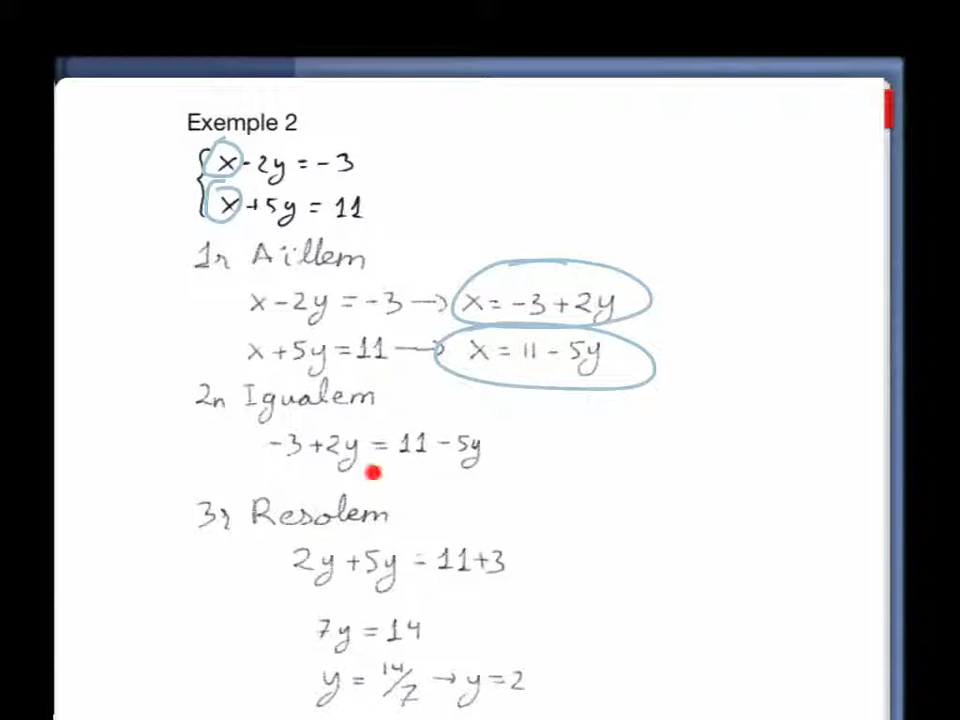 Exemple 2
x-2y = -3
x+5y = 11
1r Aïllem
x-2y = -3 → x = -3+2y
x+5y = 11 → x = 11-5y
2n Igualem
-3+2y = 11-5y
3r Resolem
2y+5y = 11+3
7y = 14
y = 14/7 → y = 2